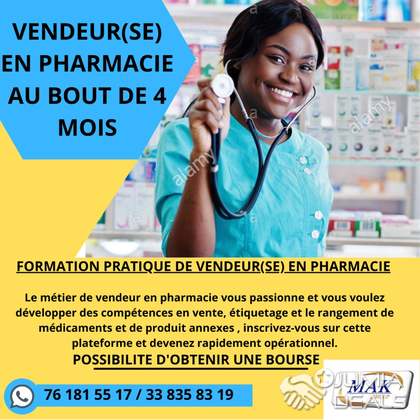 VENDEUR(SE)
EN PHARMACIE
AU BOUT DE 4
MOIS
alamy
alamy
FORMATION PRATIQUE DE VENDEUR(SE) EN PHARMACIE
Le métier de vendeur en pharmacie vous passionne et vous voulez
développer des compétences en vente, étiquetage et le rangement de
médicaments et de produit annexes , inscrivez-vous sur cette
plateforme et devenez rapidement opérationnel.
POSSIBILITE D'OBTENIR UNE BOURSE
76 181 55 17 / 33 835 83 19
MAK
DEALS